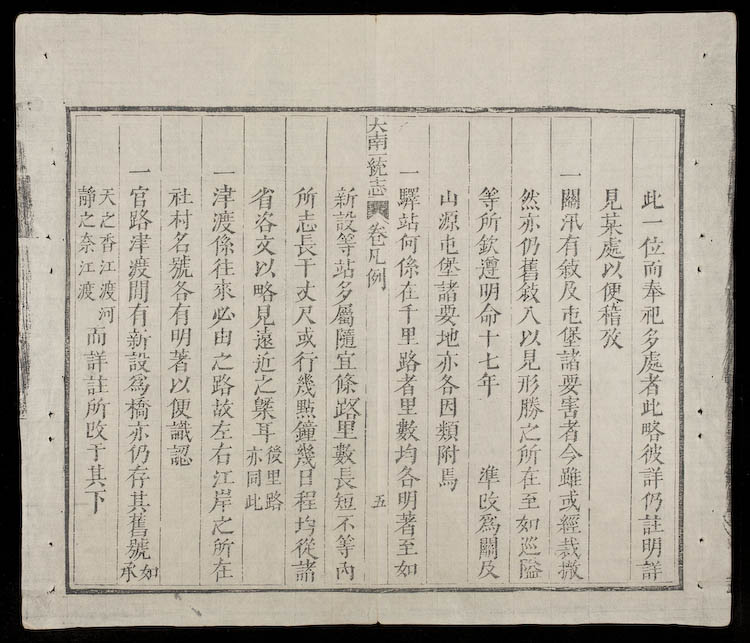 此一位而奉祀多處者此略彼詳仍註明詳
見某處以便稽攷
一關汛有敘及屯堡諸要害者今雖或經裁撤
然亦仍舊敘入以見形勝之所在至如巡隘
等所欽遵明命十七年 準改爲關及
山源屯堡諸要地亦各因類附焉
一驛站何係在千里路者里數均各明著至如
大南一統志 卷凡例 五
新設等站多屬隨宜條路里數長短不等內
所志長干丈尺或行幾點鐘幾日程均從諸
省洛文以略見遠近之槩耳 後里路
亦同此
一津渡係往來必由之路故左右江岸之所在
社村名號各有明著以便識認
一官路津渡間有新設爲橋亦仍存其舊號 如
承
天之香江渡河
靜之奈江渡 而詳註所改于其下